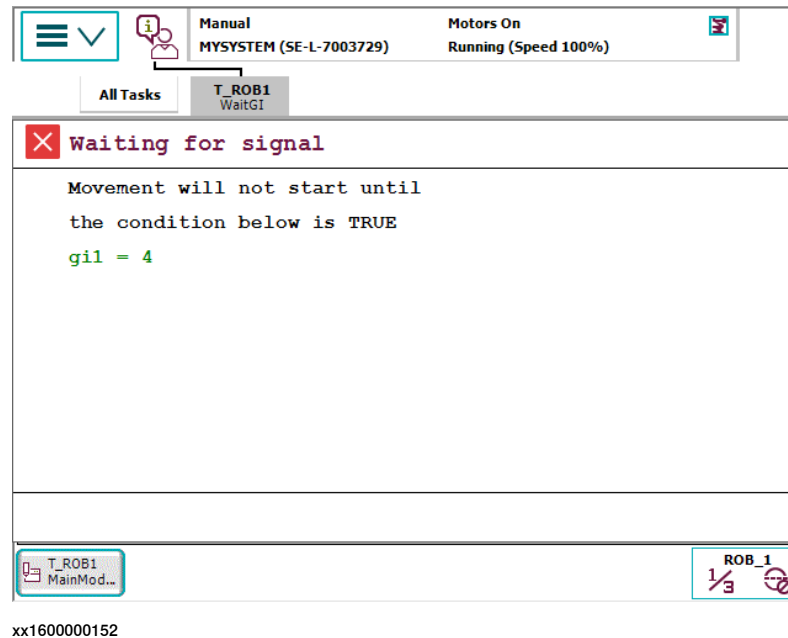 Manual
MYSYSTEM (SE-L-7003729)
Motors On
Running (Speed 100%)
All Tasks
T_ROB1
WaitGI
Waiting for signal
Movement will not start until
the condition below is TRUE
gi1 = 4
T_ROB1
MainMod...
ROB_1
1/3
xx1600000152